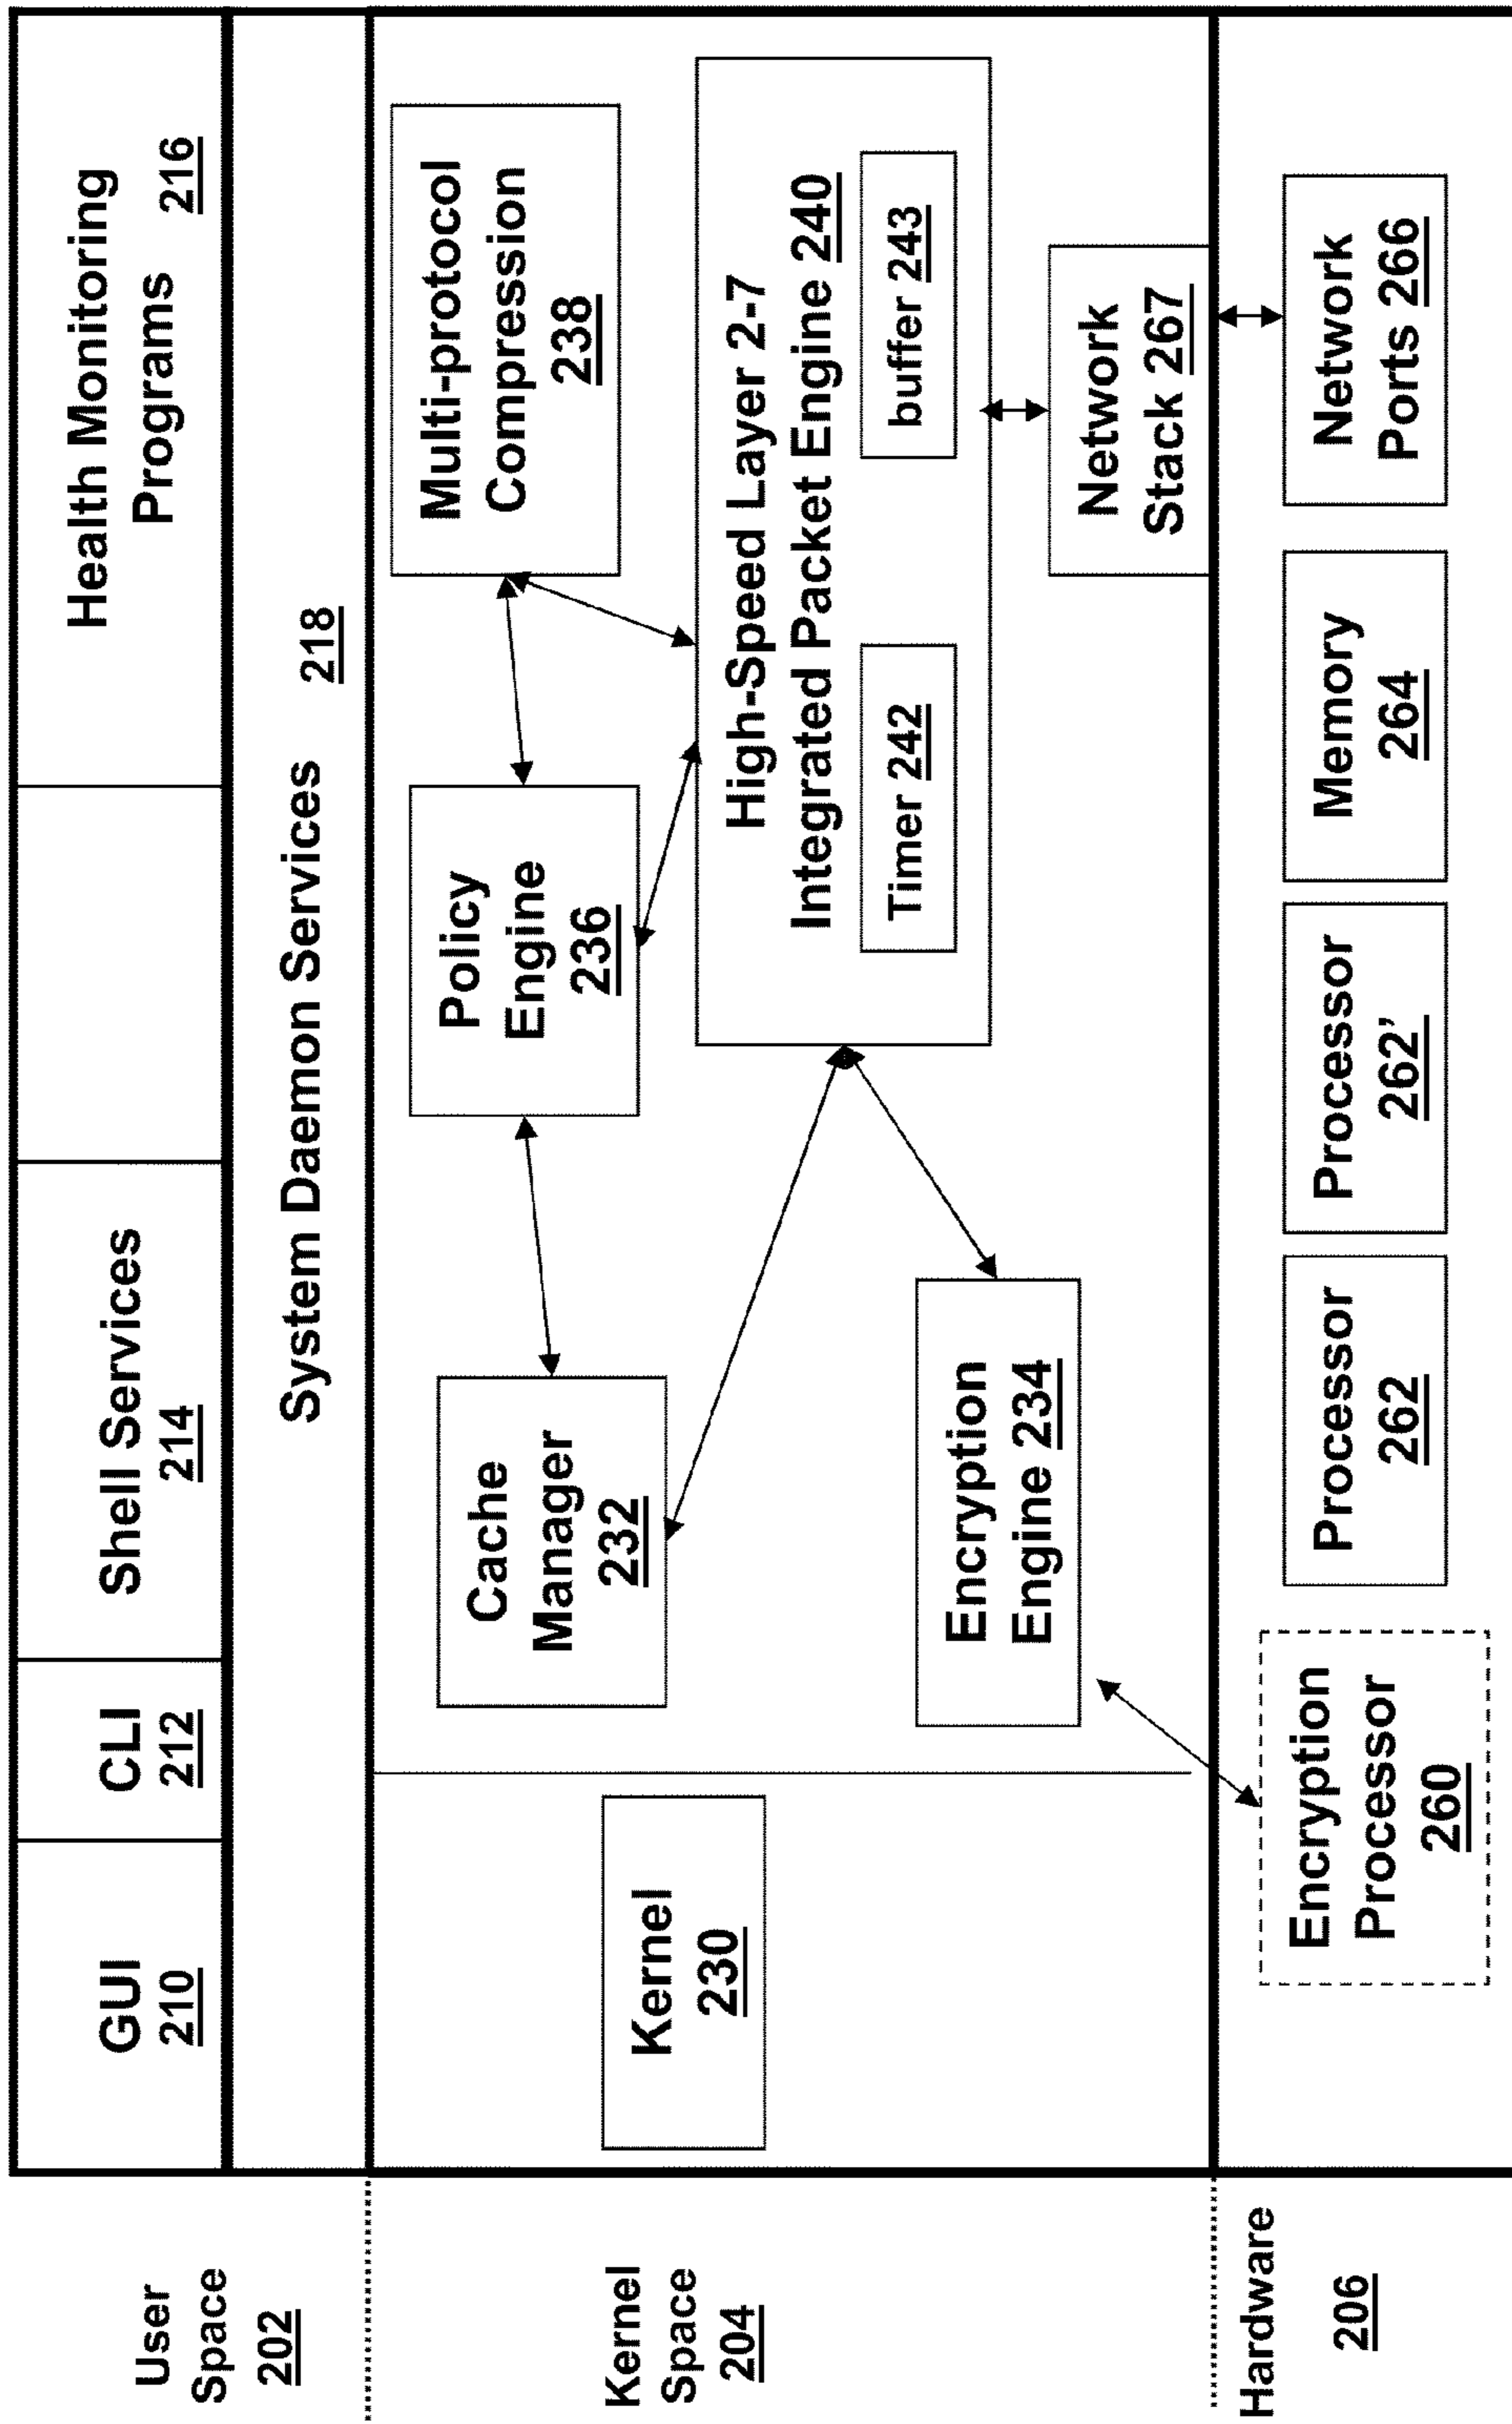 User
Space
202
GUI
210
CLI
212
Shell Services
214
Health Monitoring
Programs 216
System Daemon Services 218
Kernel
Space
204
Kernel
230
Cache
Manager
232
Policy
Engine
236
Multi-protocol
Compression
238
High-Speed Layer 2-7
Integrated Packet Engine 240
Timer 242
buffer 243
Encryption
Engine 234
Network
Stack 267
Hardware
206
Encryption
Processor
260
Processor
262
Processor
262’
Memory
264
Network
Ports 266